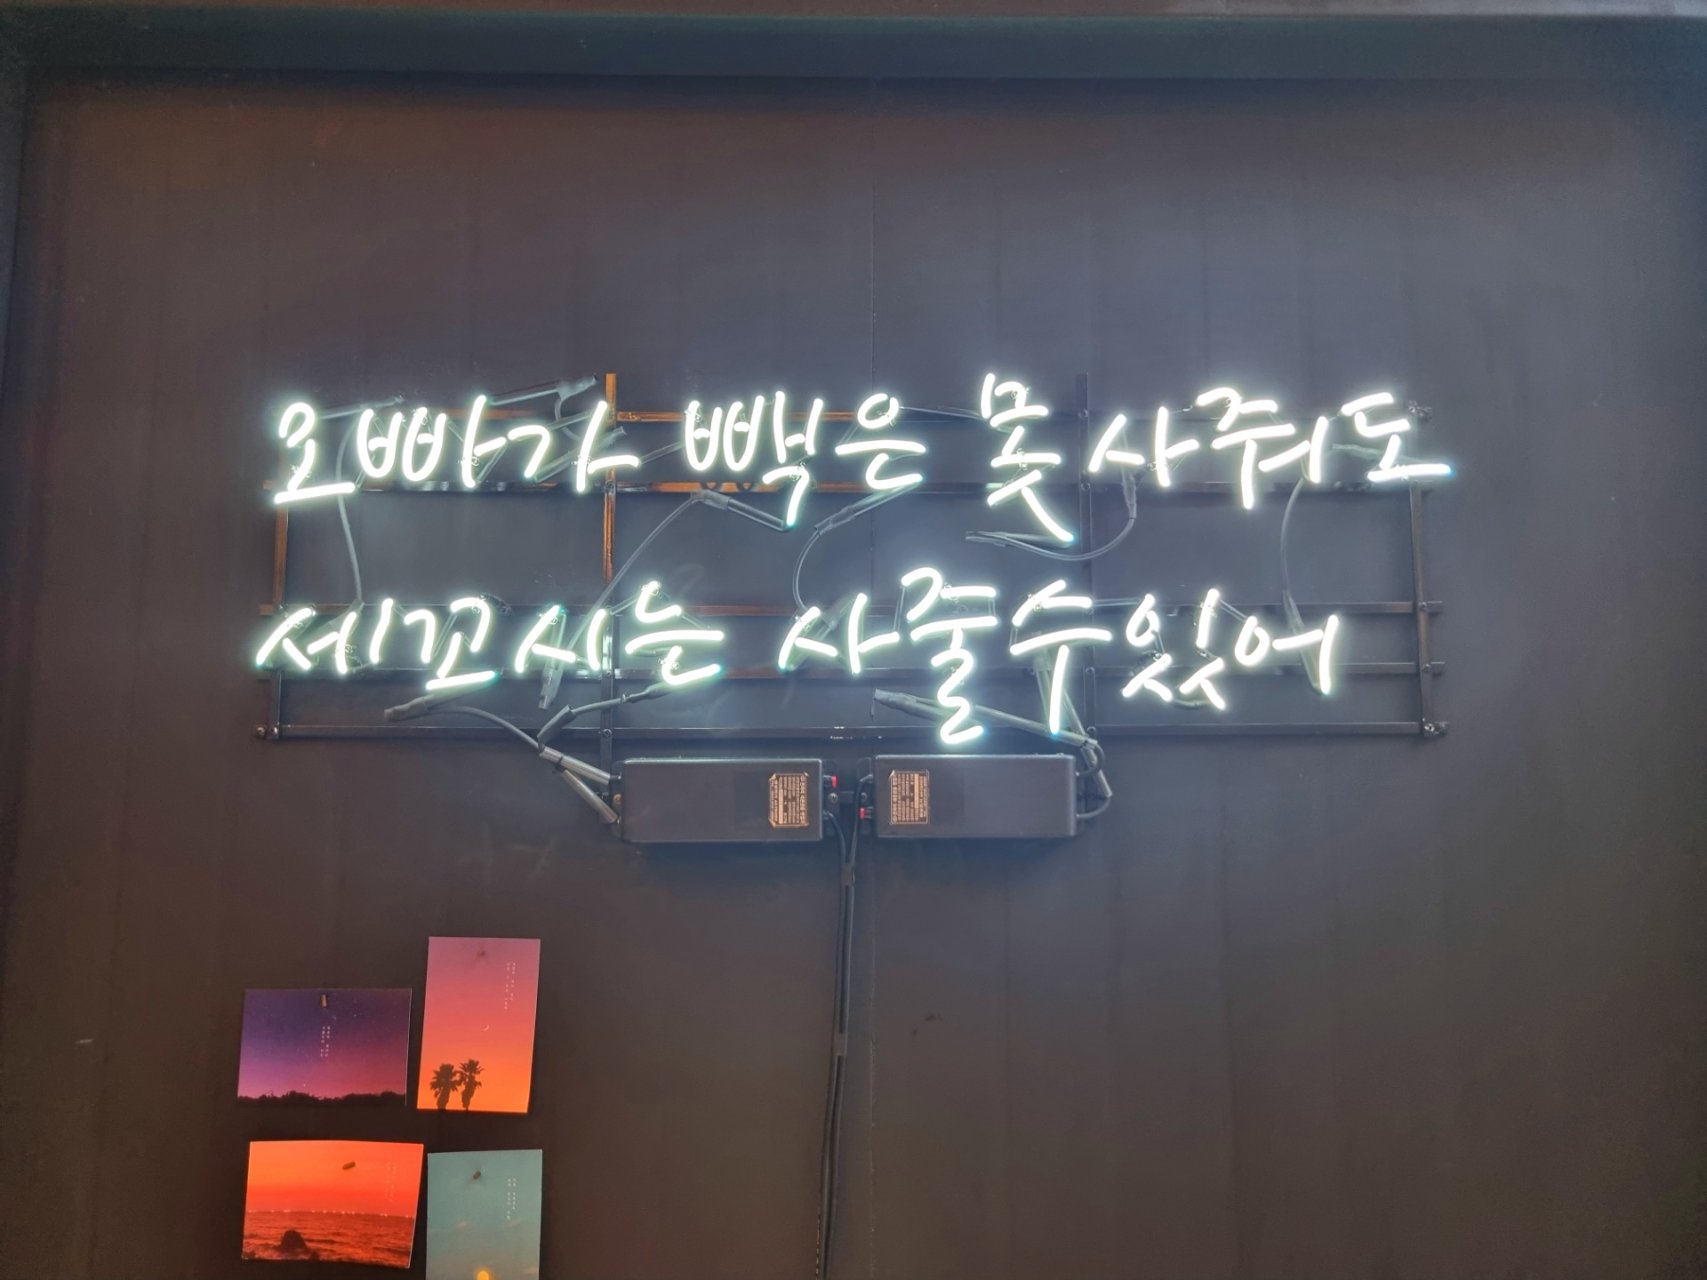 오빠가 빽은 못사줘도
세꼬시는 사줄수있어